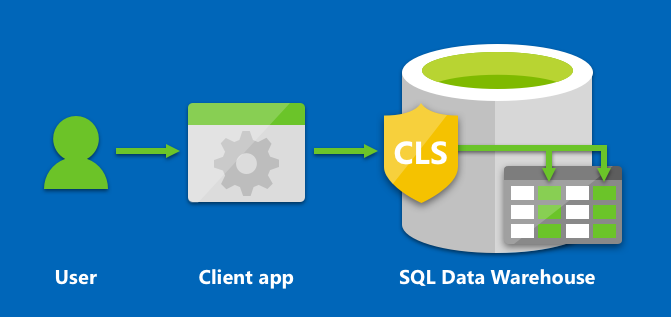 CLS
User
Client app
SQL Data Warehouse